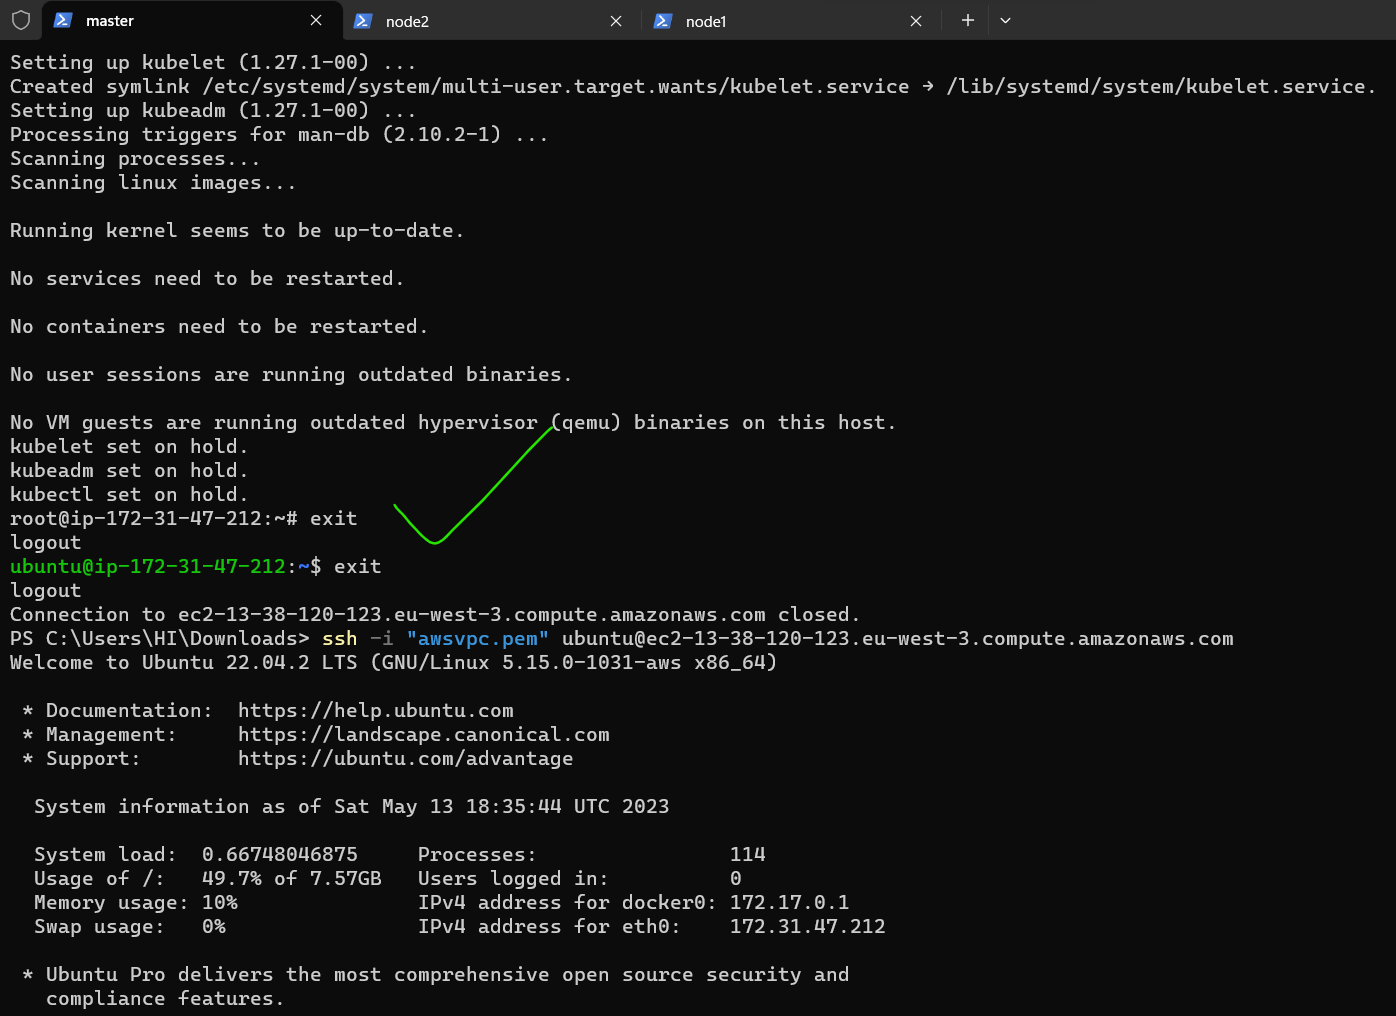 master node2 node1
Setting up kubelet (1.27.1-00) ...
Created symlink /etc/systemd/system/multi-user.target.wants/kubelet.service → /lib/systemd/system/kubelet.service.
Setting up kubeadm (1.27.1-00) ...
Processing triggers for man-db (2.10.2-1) ...
Scanning processes...
Scanning linux images...
Running kernel seems to be up-to-date.
No services need to be restarted.
No containers need to be restarted.
No user sessions are running outdated binaries.
No VM guests are running outdated hypervisor (qemu) binaries on this host.
kubelet set on hold.
kubeadm set on hold.
kubectl set on hold.
root@ip-172-31-47-212:~# exit
logout
ubuntu@ip-172-31-47-212:~$ exit
logout
Connection to ec2-13-38-120-123.eu-west-3.compute.amazonaws.com closed.
PS C:\Users\HI\Downloads> ssh -i "awsvpc.pem" ubuntu@ec2-13-38-120-123.eu-west-3.compute.amazonaws.com
Welcome to Ubuntu 22.04.2 LTS (GNU/Linux 5.15.0-1031-aws x86_64)
* Documentation: https://help.ubuntu.com
* Management: https://landscape.canonical.com
* Support: https://ubuntu.com/advantage
System information as of Sat May 13 18:35:44 UTC 2023
System load: 0.66748046875 Processes: 114
Usage of /: 49.7% of 7.57GB Users logged in: 0
Memory usage: 10% IPv4 address for docker0: 172.17.0.1
Swap usage: 0% IPv4 address for eth0: 172.31.47.212
* Ubuntu Pro delivers the most comprehensive open source security and
compliance features.